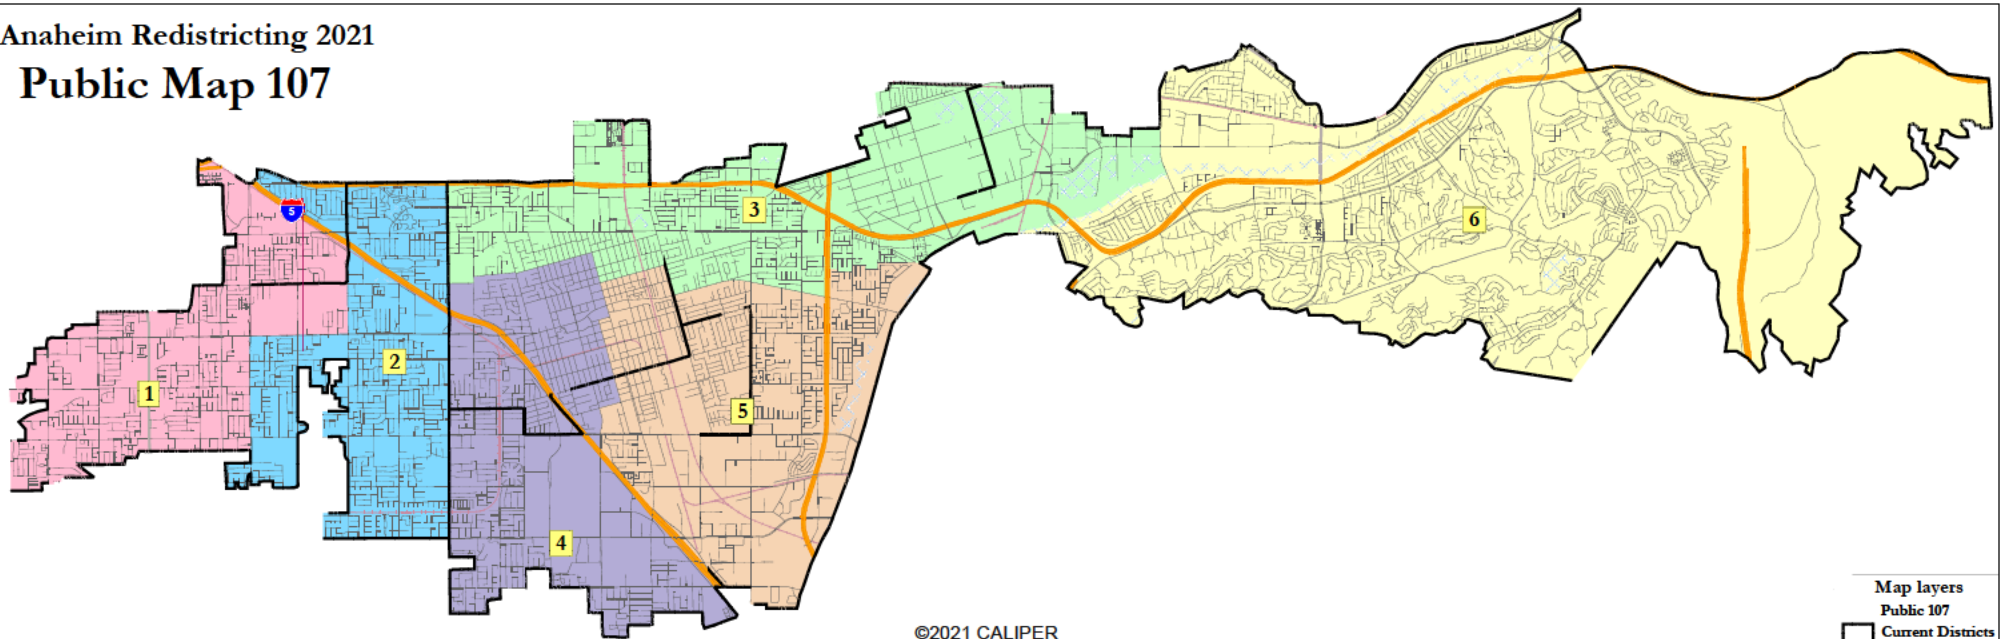 Anaheim Redistricting 2021
Public Map 107
5
3
6
2
1
5
4
Map layers
Public 107
Current Districts
©2021 CALIPER